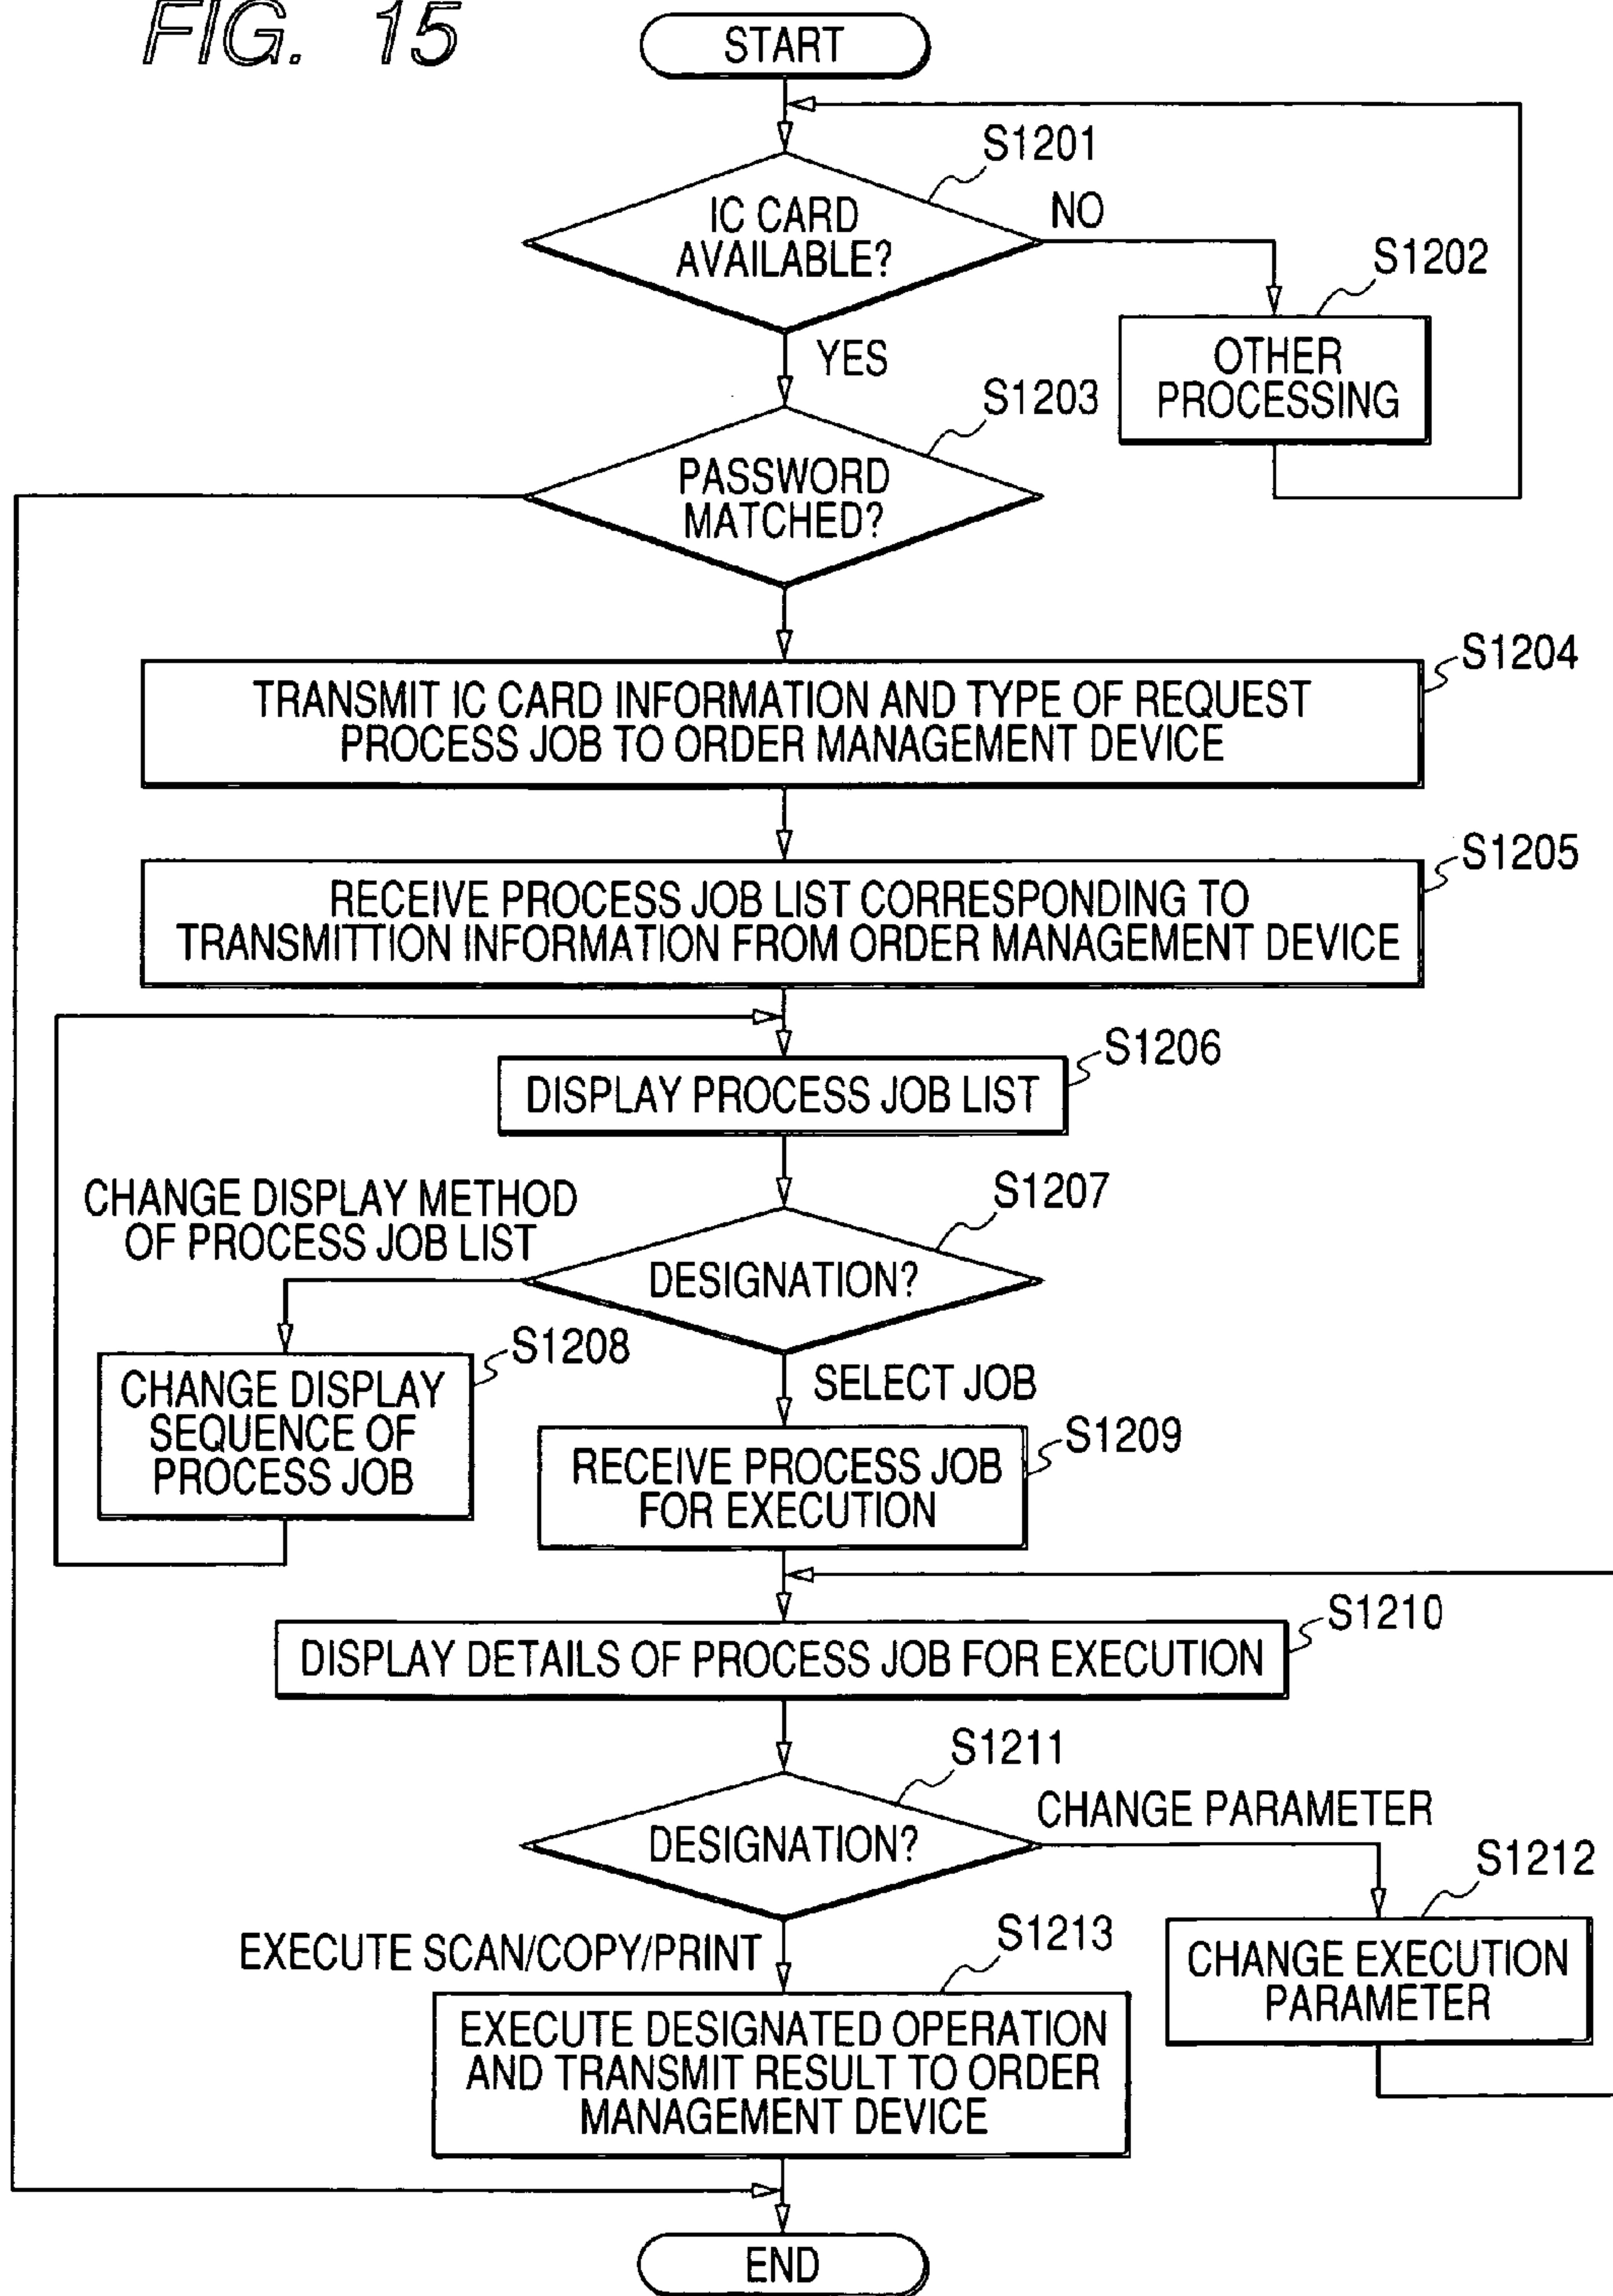 FIG. 15
START
S1201
IC CARD
AVAILABLE?
NO
S1202
OTHER
PROCESSING
YES
S1203
PASSWORD
MATCHED?
S1204
TRANSMIT IC CARD INFORMATION AND TYPE OF REQUEST
PROCESS JOB TO ORDER MANAGEMENT DEVICE
S1205
RECEIVE PROCESS JOB LIST CORRESPONDING TO
TRANSMITTION INFORMATION FROM ORDER MANAGEMENT DEVICE
S1206
DISPLAY PROCESS JOB LIST
S1207
CHANGE DISPLAY METHOD
OF PROCESS JOB LIST
DESIGNATION?
S1208
CHANGE DISPLAY
SEQUENCE OF
PROCESS JOB
SELECT JOB
S1209
RECEIVE PROCESS JOB
FOR EXECUTION
S1210
DISPLAY DETAILS OF PROCESS JOB FOR EXECUTION
S1211
DESIGNATION?
CHANGE PARAMETER
S1212
CHANGE EXECUTION
PARAMETER
EXECUTE SCAN/COPY/PRINT
S1213
EXECUTE DESIGNATED OPERATION
AND TRANSMIT RESULT TO ORDER
MANAGEMENT DEVICE
END